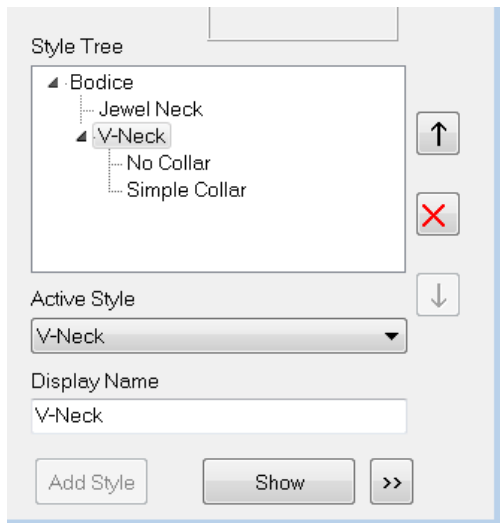 Style Tree
Bodice
Jewel Neck
V-Neck
No Collar
Simple Collar
Active Style
V-Neck
Display Name
V-Neck
Add Style
Show
>>